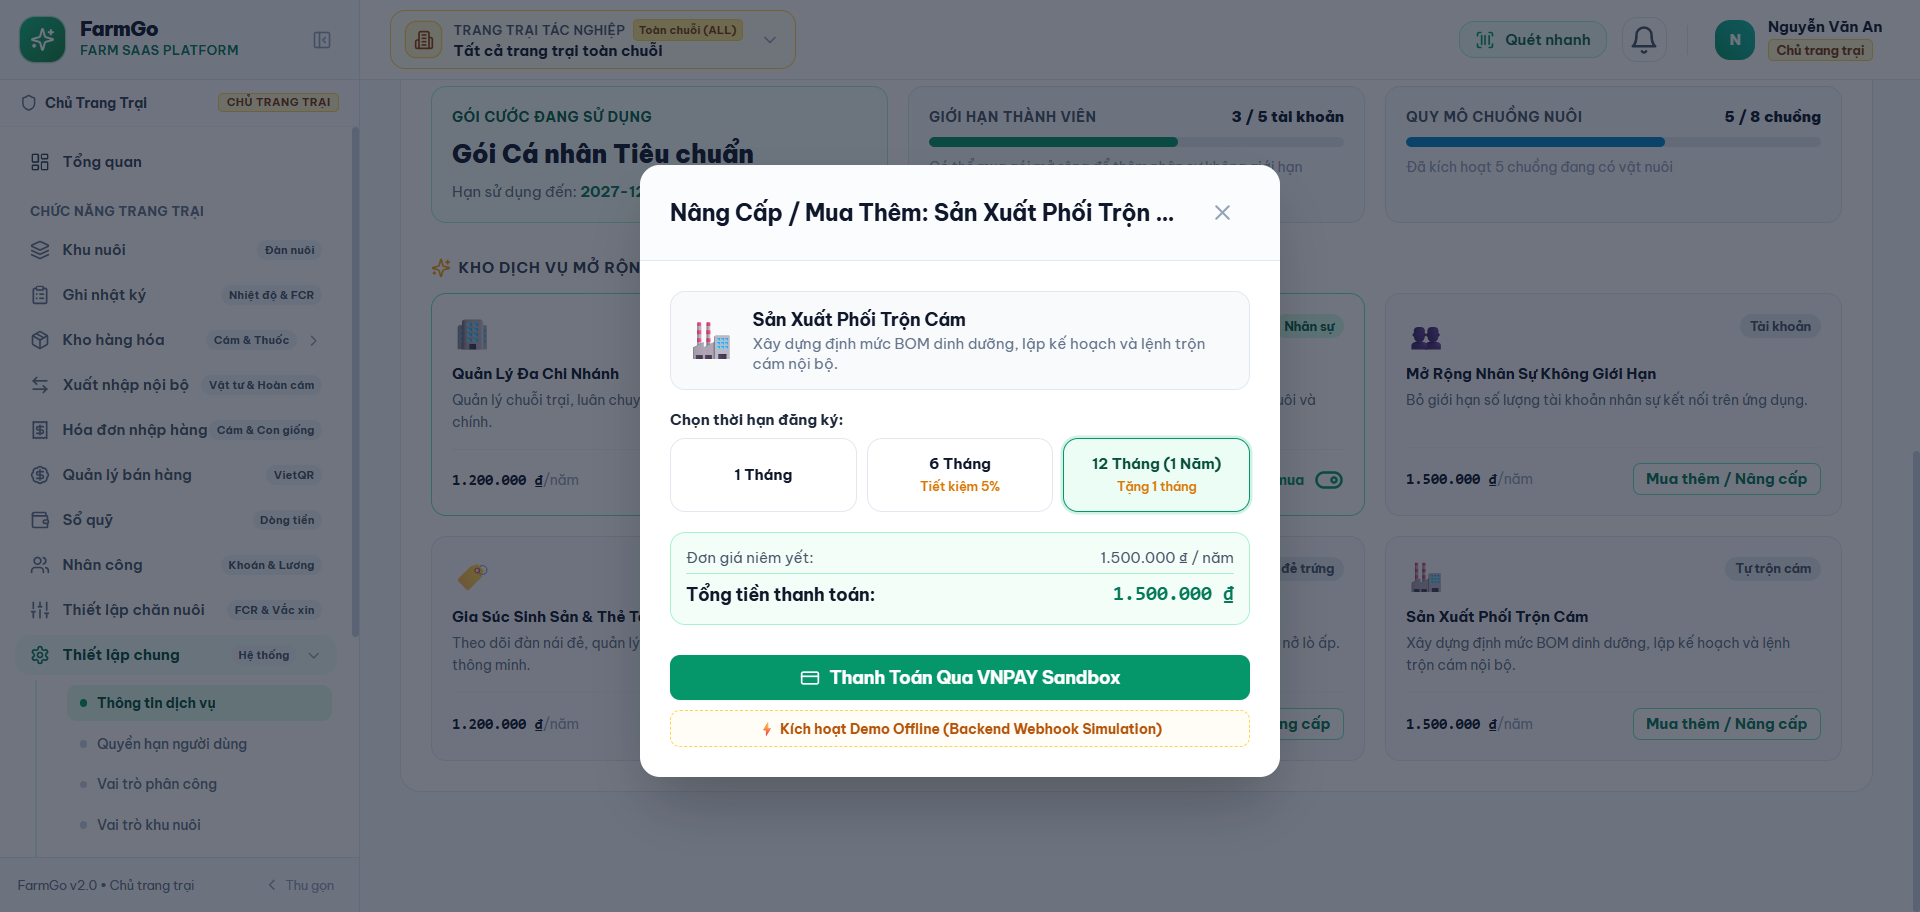 FarmGo
FARM SAAS PLATFORM
TRANG TRẠI TÁC NGHIỆP Toàn chuỗi (ALL)
Tất cả trang trại toàn chuỗi
Quét nhanh
N
Nguyễn Văn An
Chủ trang trại
Chủ Trang Trại
CHỦ TRANG TRẠI
Tổng quan
CHỨC NĂNG TRANG TRẠI
Khu nuôi Đàn nuôi
Ghi nhật ký Nhiệt độ & FCR
Kho hàng hóa Cám & Thuốc
Xuất nhập nội bộ Vật tư & Hoàn cám
Hóa đơn nhập hàng Cám & Con giống
Quản lý bán hàng VietQR
Sổ quỹ Dòng tiền
Nhân công Khoán & Lương
Thiết lập chăn nuôi FCR & Vắc xin
Thiết lập chung Hệ thống
Thông tin dịch vụ
Quyền hạn người dùng
Vai trò phân công
Vai trò khu nuôi
FarmGo v2.0 • Chủ trang trại
Thu gọn
GÓI CƯỚC ĐANG SỬ DỤNG
Gói Cá nhân Tiêu chuẩn
Hạn sử dụng đến: 2027-12
GIỚI HẠN THÀNH VIÊN 3 / 5 tài khoản
QUY MÔ CHUỒNG NUÔI 5 / 8 chuồng
Đã kích hoạt 5 chuồng đang có vật nuôi
KHO DỊCH VỤ MỞ RỘN
Quản Lý Đa Chi Nhánh
Quản lý chuỗi trại, luân chuy
chính.
1.200.000 ₫/năm
Nhân sự
uôi và
mua
Tài khoản
Mở Rộng Nhân Sự Không Giới Hạn
Bỏ giới hạn số lượng tài khoản nhân sự kết nối trên ứng dụng.
1.500.000 ₫/năm
Mua thêm / Nâng cấp
Gia Súc Sinh Sản & Thẻ T
Theo dõi đàn nái đẻ, quản lý
thông minh.
1.200.000 ₫/năm
đẻ trứng
nở lò ấp.
ng cấp
Tự trộn cám
Sản Xuất Phối Trộn Cám
Xây dựng định mức BOM dinh dưỡng, lập kế hoạch và lệnh
trộn cám nội bộ.
1.500.000 ₫/năm
Mua thêm / Nâng cấp
Nâng Cấp / Mua Thêm: Sản Xuất Phối Trộn ...
Sản Xuất Phối Trộn Cám
Xây dựng định mức BOM dinh dưỡng, lập kế hoạch và lệnh trộn
cám nội bộ.
Chọn thời hạn đăng ký:
1 Tháng
6 Tháng
Tiết kiệm 5%
12 Tháng (1 Năm)
Tặng 1 tháng
Đơn giá niêm yết: 1.500.000 ₫ / năm
Tổng tiền thanh toán: 1.500.000 ₫
Thanh Toán Qua VNPAY Sandbox
Kích hoạt Demo Offline (Backend Webhook Simulation)